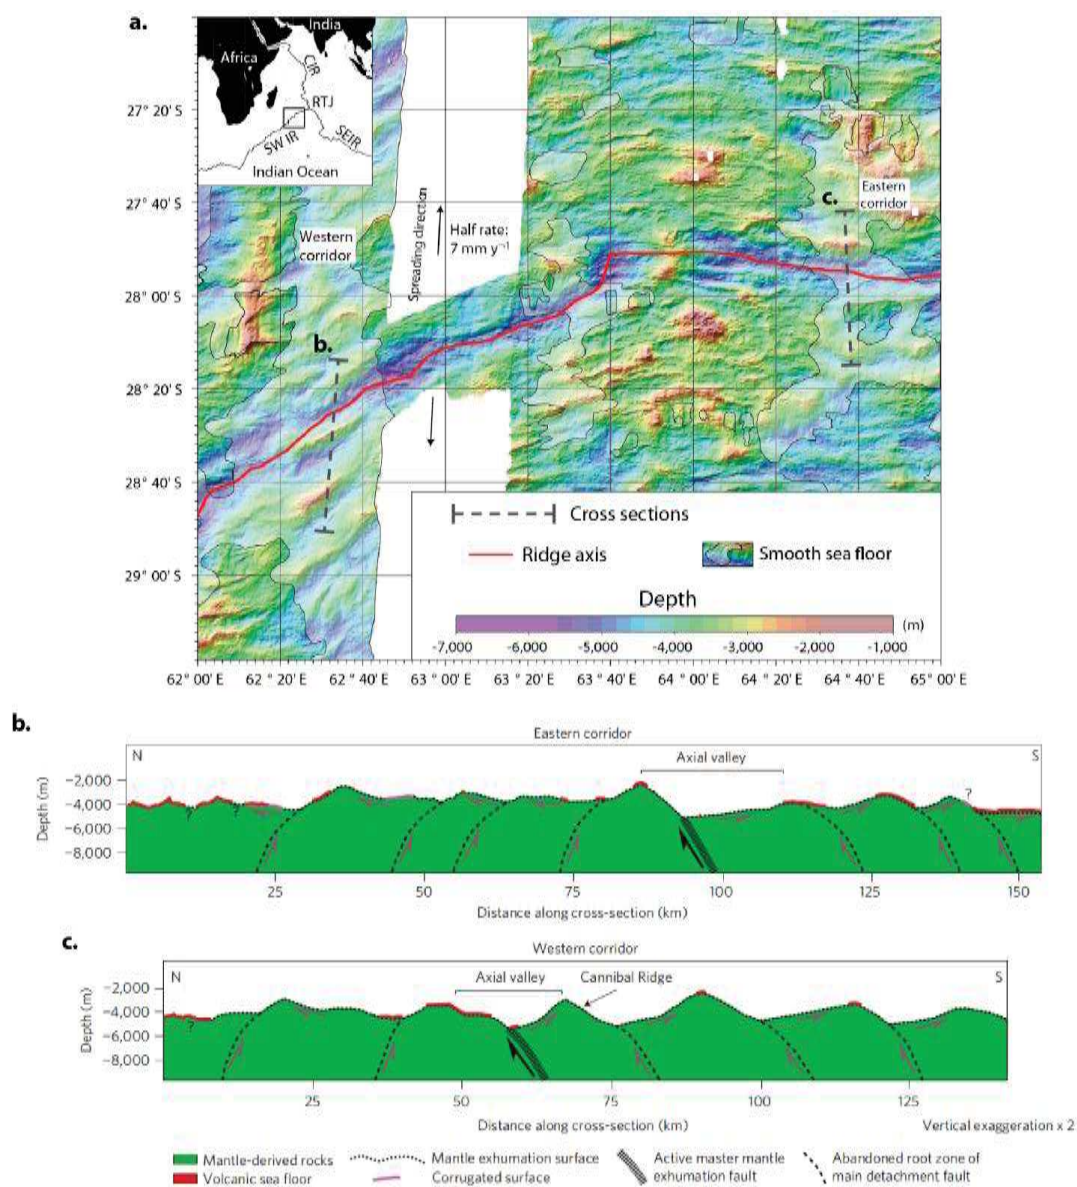 a.
India
Africa
CIR
RTJ
SW IR
SEIR
Indian Ocean
27° 20' S
27° 40' S
28° 00' S
28° 20' S
28° 40' S
29° 00' S
Western
corridor
Spreading direction
Half rate:
7 mm y⁻¹
Eastern
corridor
c.
b.
Cross sections
Ridge axis
Smooth sea floor
Depth
(m)
-7,000 -6,000 -5,000 -4,000 -3,000 -2,000 -1,000
62° 00' E 62° 20' E 62° 40' E 63° 00' E 63° 20' E 63° 40' E 64° 00' E 64° 20' E 64° 40' E 65° 00' E
b.
Eastern corridor
N
Axial valley
S
Depth (m)
−2,000
−4,000
−6,000
−8,000
? ? ?
25 50 75 100 125 150
Distance along cross-section (km)
c.
Western corridor
N
Axial valley
Cannibal Ridge
S
Depth (m)
−2,000
−4,000
−6,000
−8,000
?
25 50 75 100 125
Distance along cross-section (km)
Vertical exaggeration x 2
Mantle-derived rocks
Volcanic sea floor
Mantle exhumation surface
Corrugated surface
Active master mantle
exhumation fault
Abandoned root zone of
main detachment fault